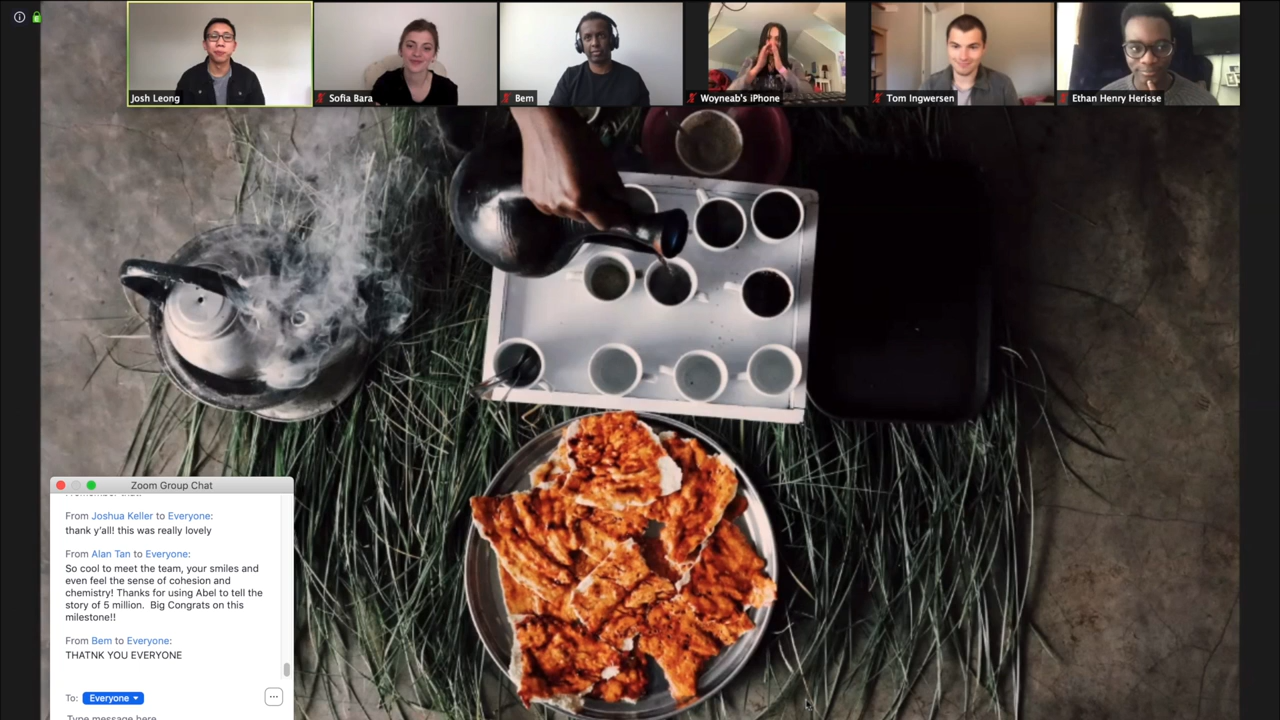 Josh Leong
Sofia Bara
Bem
Woyneab's iPhone
Tom Ingwersen
Ethan Henry Herisse
Zoom Group Chat
From Joshua Keller to Everyone:
thank y'all! this was really lovely
From Alan Tan to Everyone:
So cool to meet the team, your smiles and
even feel the sense of cohesion and
chemistry! Thanks for using Abel to tell the
story of 5 million.  Big Congrats on this
milestone!!
From Bem to Everyone:
THATNK YOU EVERYONE
To: Everyone
Type message here